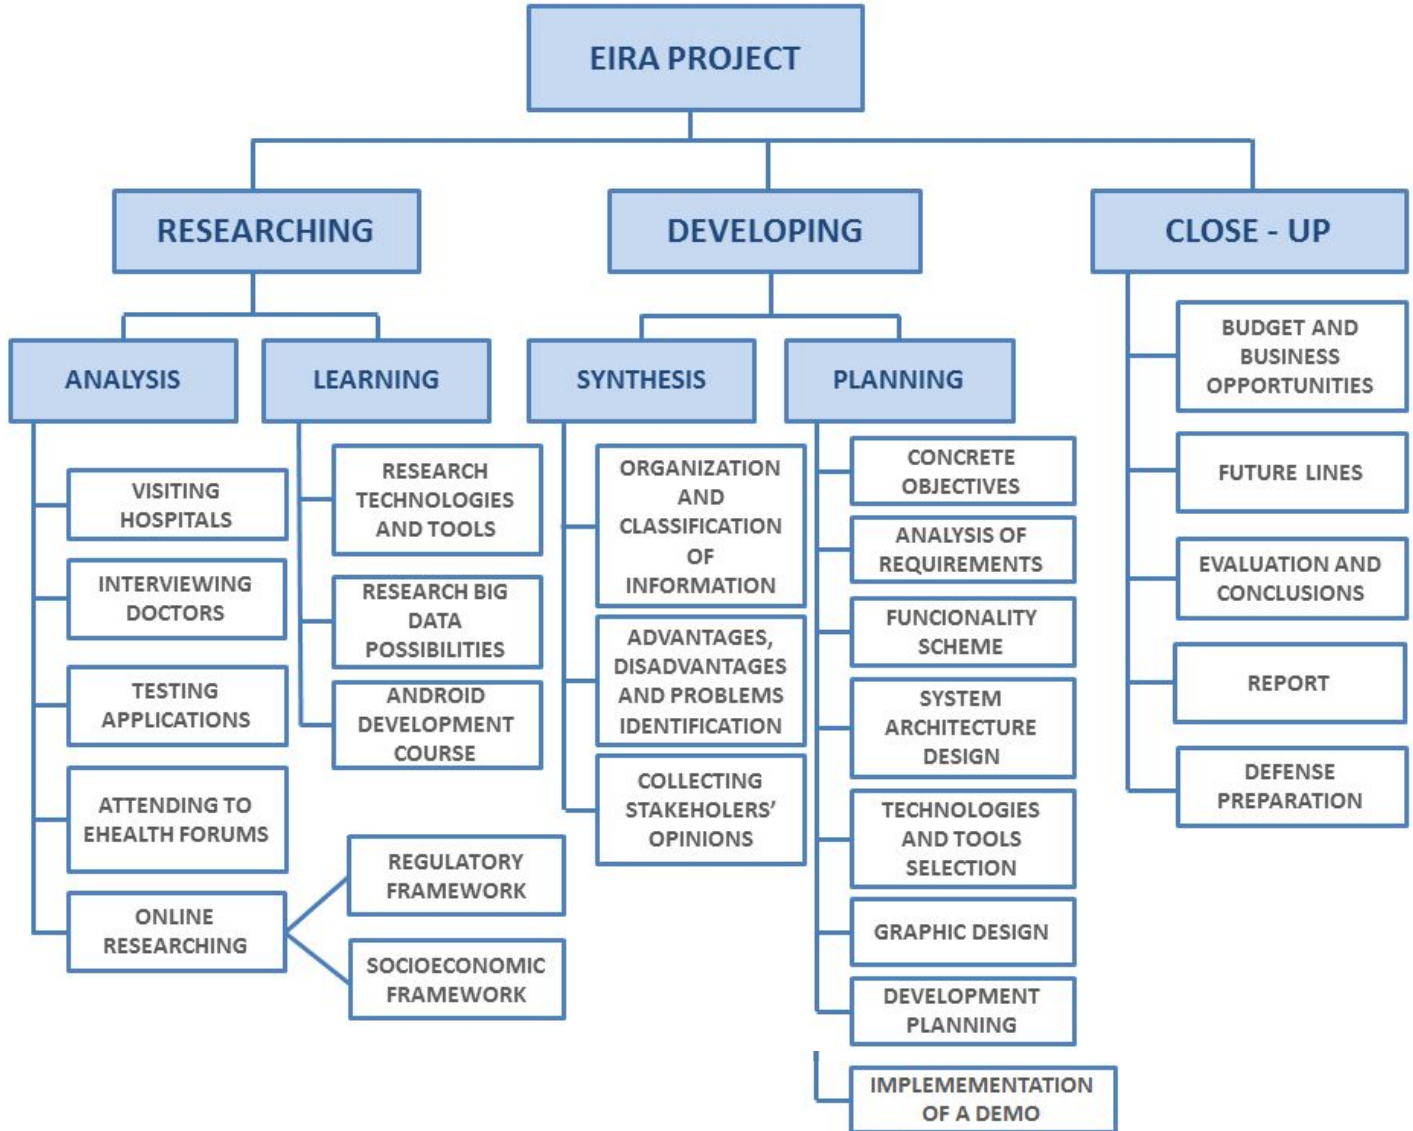 EIRA PROJECT
RESEARCHING
DEVELOPING
CLOSE - UP
ANALYSIS
LEARNING
SYNTHESIS
PLANNING
VISITING
HOSPITALS
INTERVIEWING
DOCTORS
TESTING
APPLICATIONS
ATTENDING TO
EHEALTH FORUMS
ONLINE
RESEARCHING
REGULATORY
FRAMEWORK
SOCIOECONOMIC
FRAMEWORK
RESEARCH
TECHNOLOGIES
AND TOOLS
RESEARCH BIG
DATA
POSSIBILITIES
ANDROID
DEVELOPMENT
COURSE
ORGANIZATION
AND
CLASSIFICATION
OF
INFORMATION
ADVANTAGES,
DISADVANTAGES
AND PROBLEMS
IDENTIFICATION
COLLECTING
STAKEHOLERS’
OPINIONS
CONCRETE
OBJECTIVES
ANALYSIS OF
REQUIREMENTS
FUNCIONALITY
SCHEME
SYSTEM
ARCHITECTURE
DESIGN
TECHNOLOGIES
AND TOOLS
SELECTION
GRAPHIC DESIGN
DEVELOPMENT
PLANNING
IMPLEMEMENTATION
OF A DEMO
BUDGET AND
BUSINESS
OPPORTUNITIES
FUTURE LINES
EVALUATION AND
CONCLUSIONS
REPORT
DEFENSE
PREPARATION